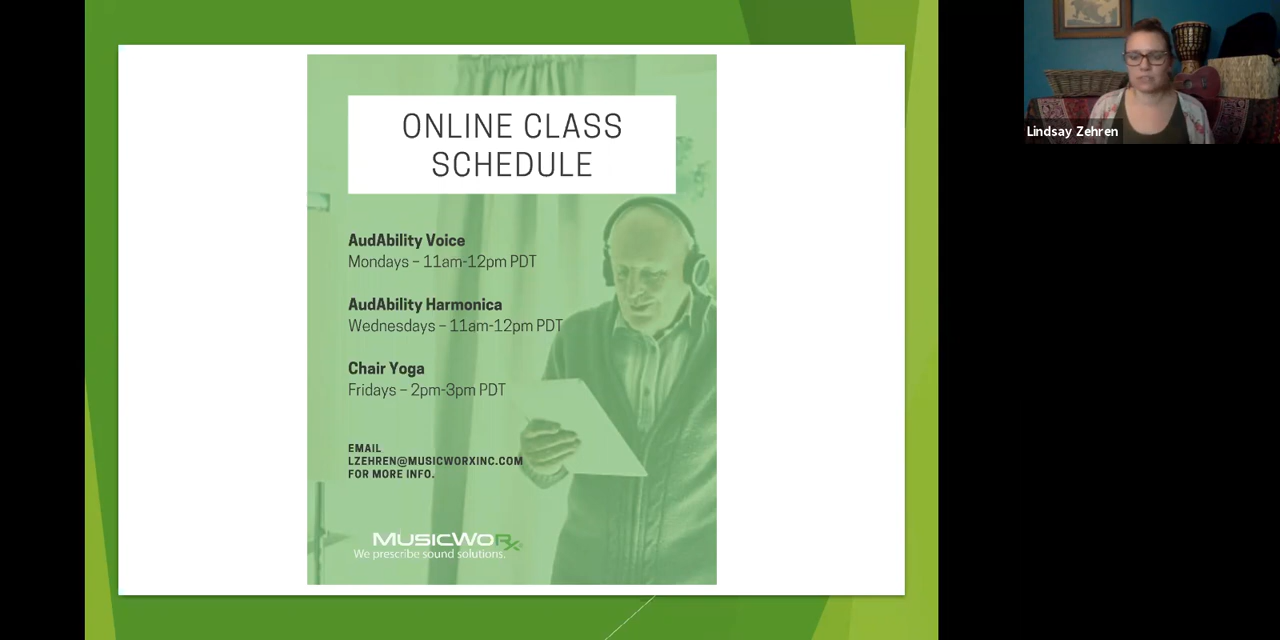 ONLINE CLASS
SCHEDULE
AudAbility Voice
Mondays – 11am-12pm PDT
AudAbility Harmonica
Wednesdays – 11am-12pm PDT
Chair Yoga
Fridays – 2pm-3pm PDT
EMAIL
LZEHREN@MUSICWORXINC.COM
FOR MORE INFO.
MUSICWORX
We prescribe sound solutions.
Lindsay Zehren